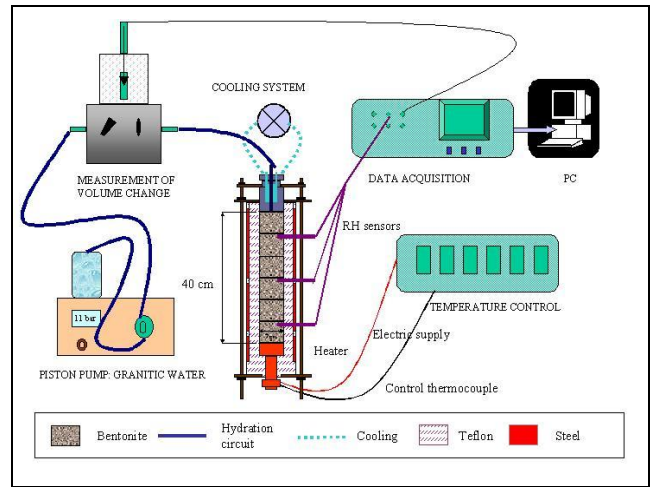 COOLING SYSTEM
MEASUREMENT OF
VOLUME CHANGE
DATA ACQUISITION
PC
RH sensors
40 cm
11 bar
TEMPERATURE CONTROL
Electric supply
Heater
PISTON PUMP: GRANITIC WATER
Control thermocouple
Bentonite
Hydration
circuit
Cooling
Teflon
Steel